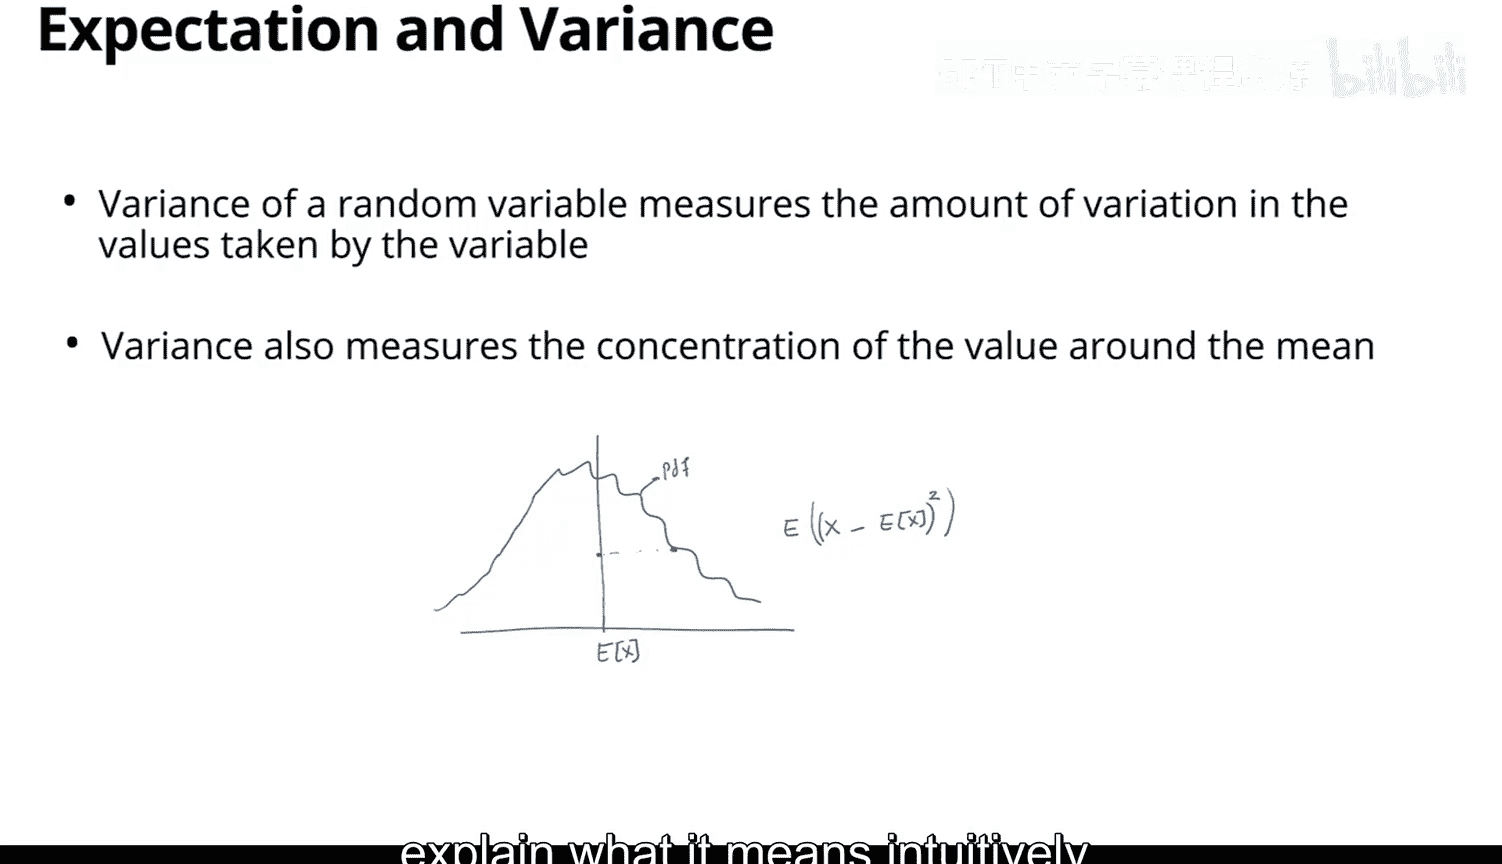 Expectation and Variance
bilibili
• Variance of a random variable measures the amount of variation in the
values taken by the variable
• Variance also measures the concentration of the value around the mean
pdf
E((x - E[x])²)
E[x]
explain what it means intuitively